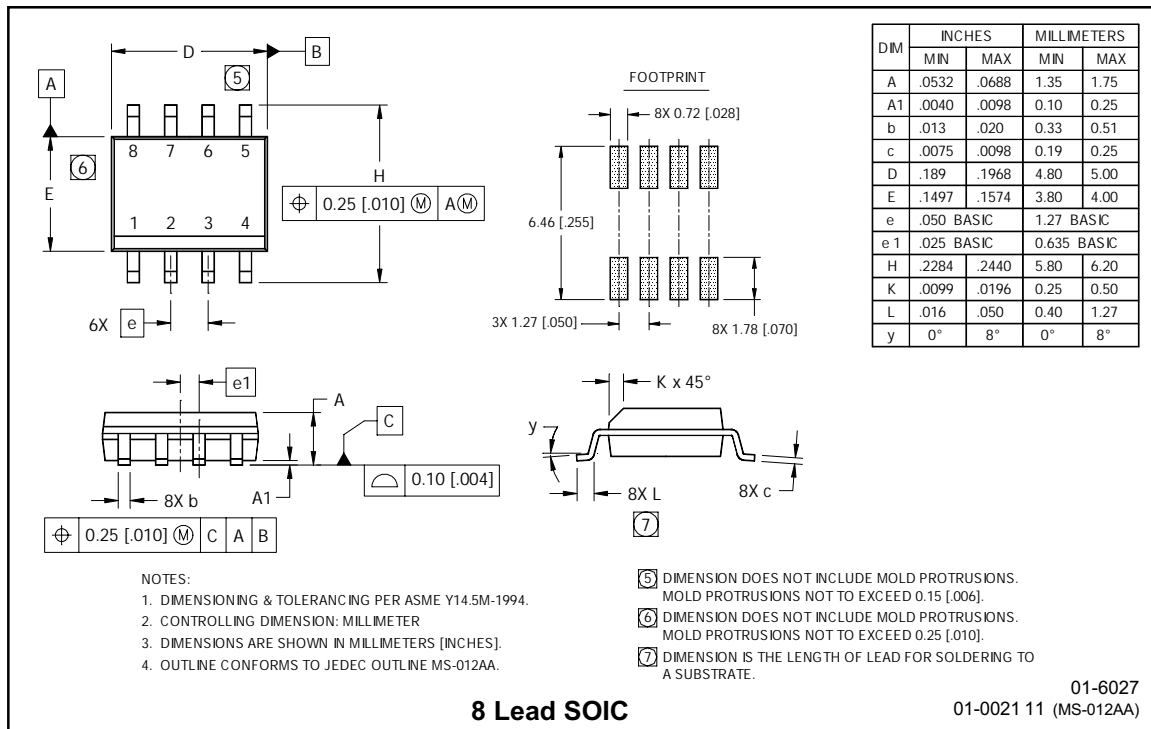 D
B
5
A
8 7 6 5
6
E
H
⌖ 0.25 [.010] Ⓜ AⓂ
1 2 3 4
6X e
FOOTPRINT
8X 0.72 [.028]
6.46 [.255]
3X 1.27 [.050]
8X 1.78 [.070]
DIM INCHES MILLIMETERS
MIN MAX MIN MAX
A .0532 .0688 1.35 1.75
A1 .0040 .0098 0.10 0.25
b .013 .020 0.33 0.51
c .0075 .0098 0.19 0.25
D .189 .1968 4.80 5.00
E .1497 .1574 3.80 4.00
e .050 BASIC 1.27 BASIC
e 1 .025 BASIC 0.635 BASIC
H .2284 .2440 5.80 6.20
K .0099 .0196 0.25 0.50
L .016 .050 0.40 1.27
y 0° 8° 0° 8°
e1
A
C
⌓ 0.10 [.004]
A1
8X b
⌖ 0.25 [.010] Ⓜ C A B
K x 45°
y
8X L
7
8X c
NOTES:
1. DIMENSIONING & TOLERANCING PER ASME Y14.5M-1994.
2. CONTROLLING DIMENSION: MILLIMETER
3. DIMENSIONS ARE SHOWN IN MILLIMETERS [INCHES].
4. OUTLINE CONFORMS TO JEDEC OUTLINE MS-012AA.
5 DIMENSION DOES NOT INCLUDE MOLD PROTRUSIONS.
MOLD PROTRUSIONS NOT TO EXCEED 0.15 [.006].
6 DIMENSION DOES NOT INCLUDE MOLD PROTRUSIONS.
MOLD PROTRUSIONS NOT TO EXCEED 0.25 [.010].
7 DIMENSION IS THE LENGTH OF LEAD FOR SOLDERING TO
A SUBSTRATE.
8 Lead SOIC
01-6027
01-0021 11 (MS-012AA)